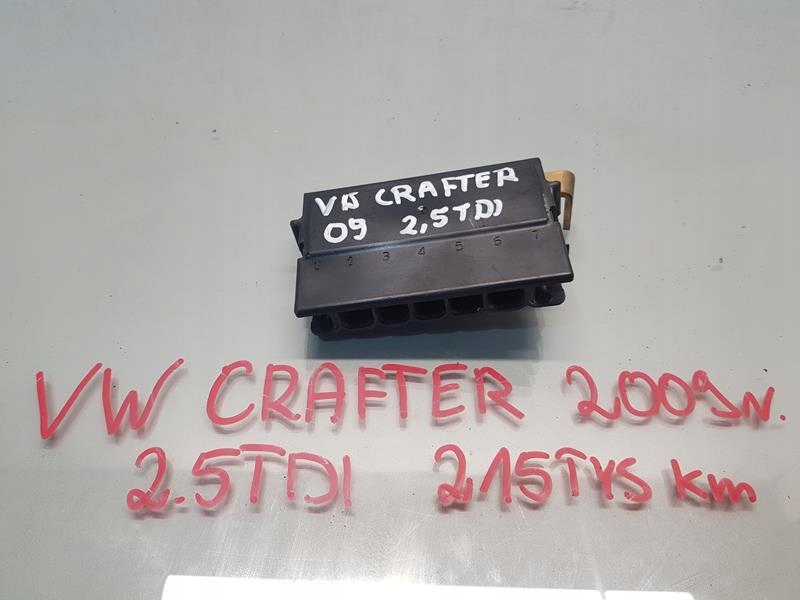 VW CRAFTER
09 2,5TDI
1 2 3 4 5 6 7
VW CRAFTER 2009r.
2.5TDI 215TYS km